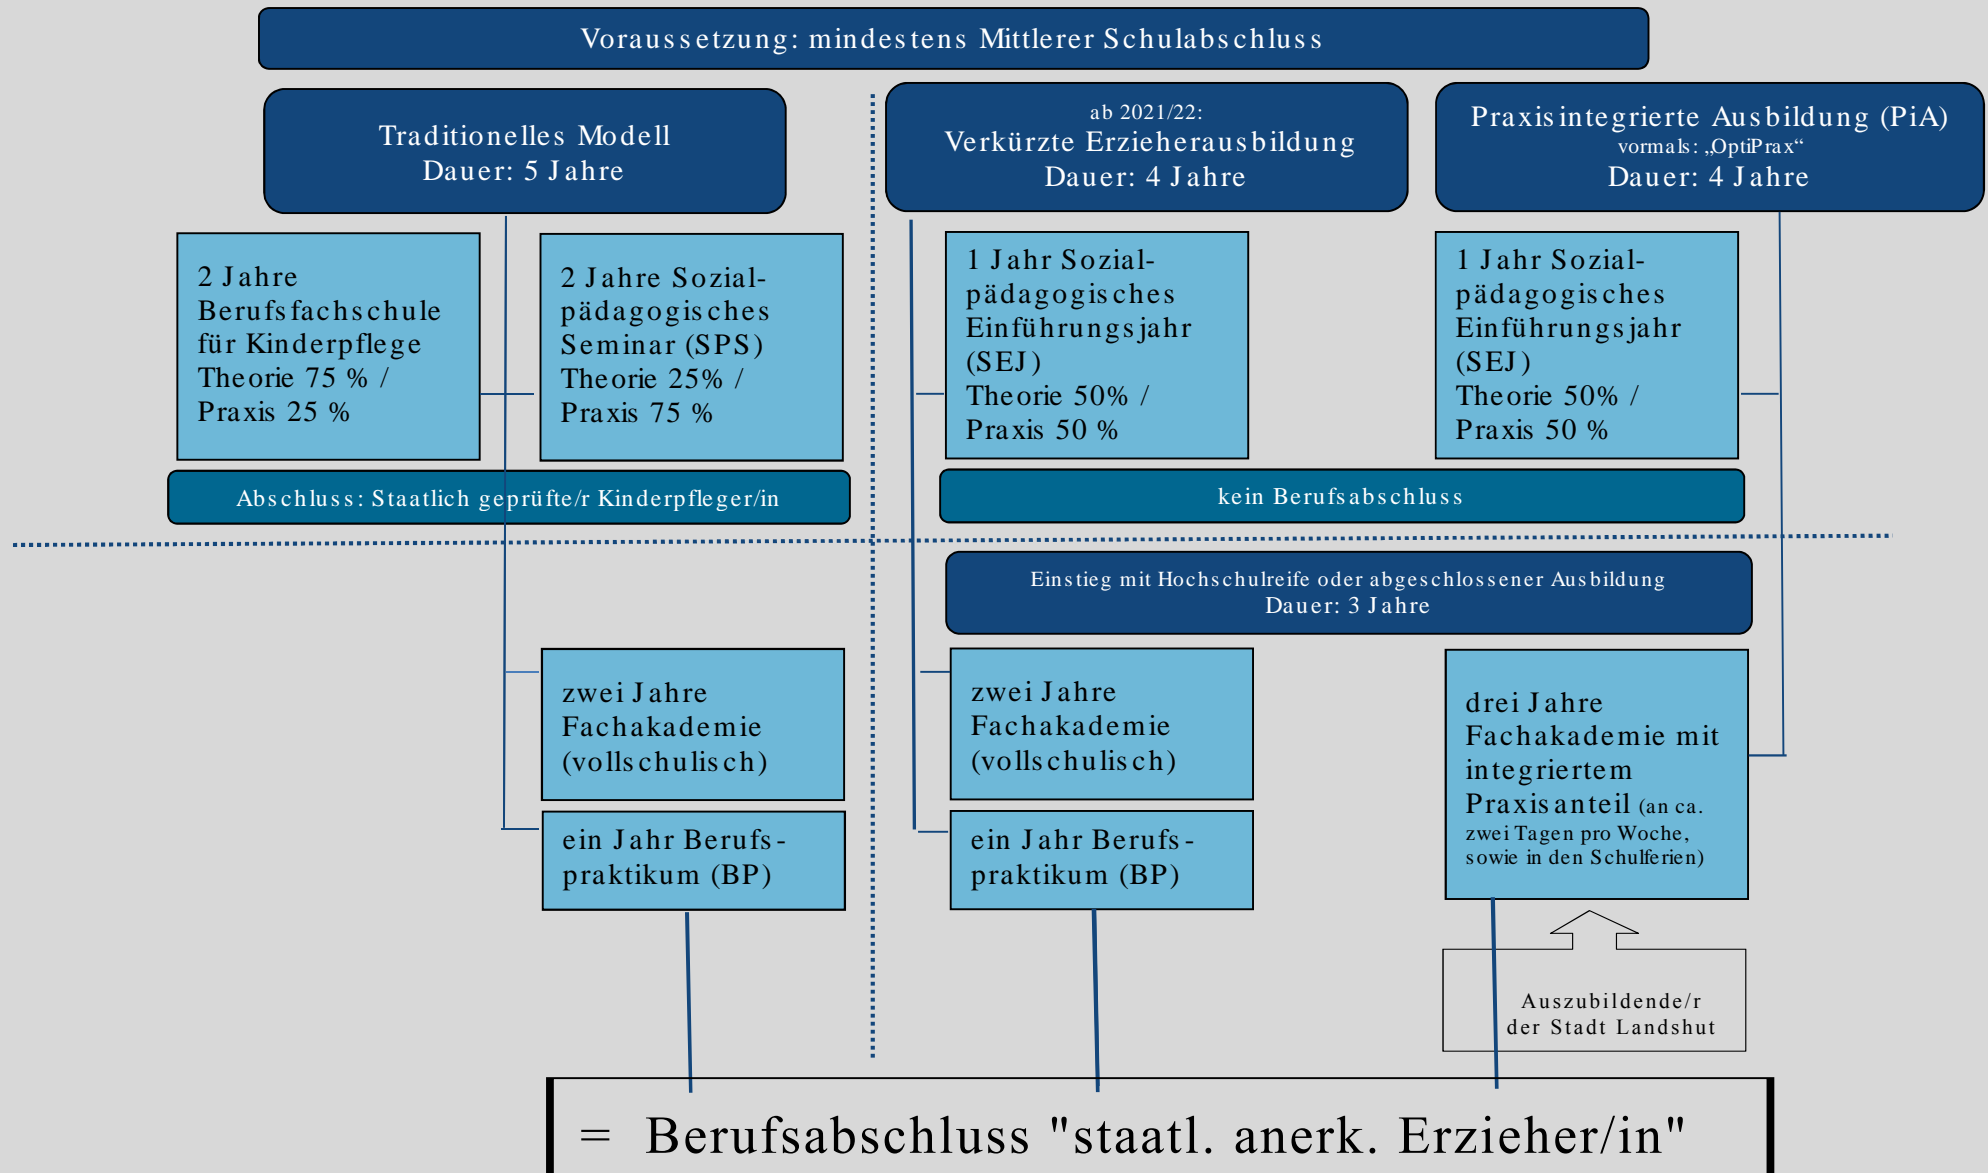 Voraussetzung: mindestens Mittlerer Schulabschluss
Traditionelles Modell
Dauer: 5 Jahre
ab 2021/22:
Verkürzte Erzieherausbildung
Dauer: 4 Jahre
Praxisintegrierte Ausbildung (PiA)
vormals: „OptiPrax“
Dauer: 4 Jahre
2 Jahre
Berufsfachschule
für Kinderpflege
Theorie 75 % /
Praxis 25 %
2 Jahre Sozial-
pädagogisches
Seminar (SPS)
Theorie 25% /
Praxis 75 %
1 Jahr Sozial-
pädagogisches
Einführungsjahr
(SEJ)
Theorie 50% /
Praxis 50 %
1 Jahr Sozial-
pädagogisches
Einführungsjahr
(SEJ)
Theorie 50% /
Praxis 50 %
Abschluss: Staatlich geprüfte/r Kinderpfleger/in
kein Berufsabschluss
Einstieg mit Hochschulreife oder abgeschlossener Ausbildung
Dauer: 3 Jahre
zwei Jahre
Fachakademie
(vollschulisch)
zwei Jahre
Fachakademie
(vollschulisch)
drei Jahre
Fachakademie mit
integriertem
Praxisanteil (an ca.
zwei Tagen pro Woche,
sowie in den Schulferien)
ein Jahr Berufs-
praktikum (BP)
ein Jahr Berufs-
praktikum (BP)
Auszubildende/r
der Stadt Landshut
= Berufsabschluss "staatl. anerk. Erzieher/in"